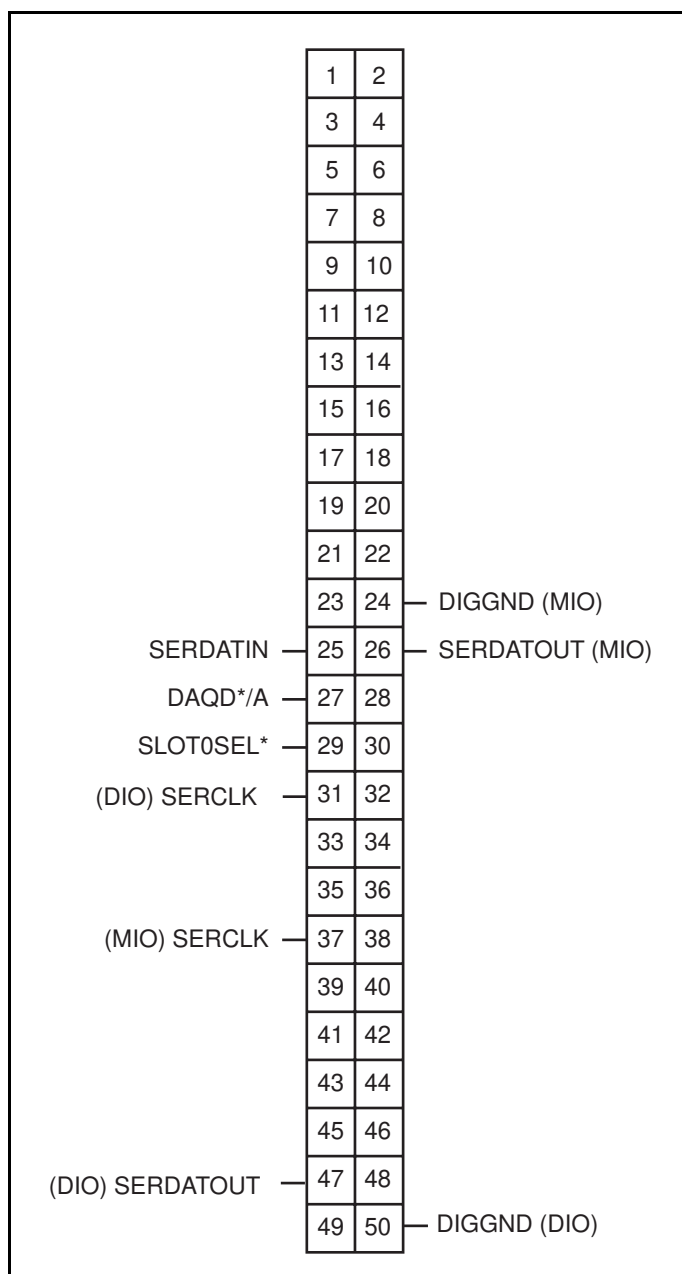 1 2
3 4
5 6
7 8
9 10
11 12
13 14
15 16
17 18
19 20
21 22
23 24 DIGGND (MIO)
SERDATIN 25 26 SERDATOUT (MIO)
DAQD*/A 27 28
SLOT0SEL* 29 30
(DIO) SERCLK 31 32
33 34
35 36
(MIO) SERCLK 37 38
39 40
41 42
43 44
45 46
(DIO) SERDATOUT 47 48
49 50 DIGGND (DIO)